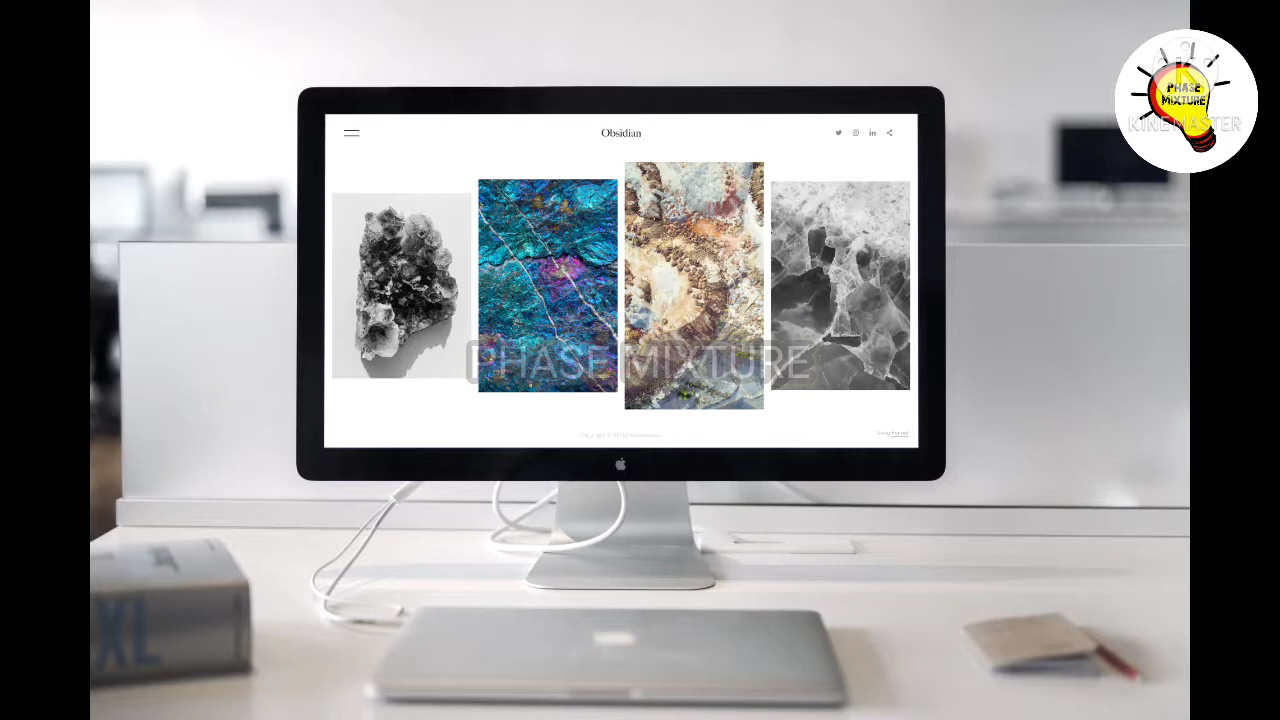 PHASE
MIXTURE
KINEMASTER
Obsidian
PHASE MIXTURE
XL